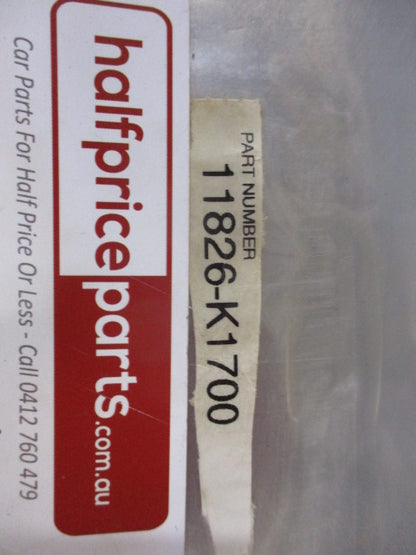 PART NUMBER
11826-K1700
halfpriceparts.com.au
Car Parts For Half Price Or Less - Call 0412 760 479